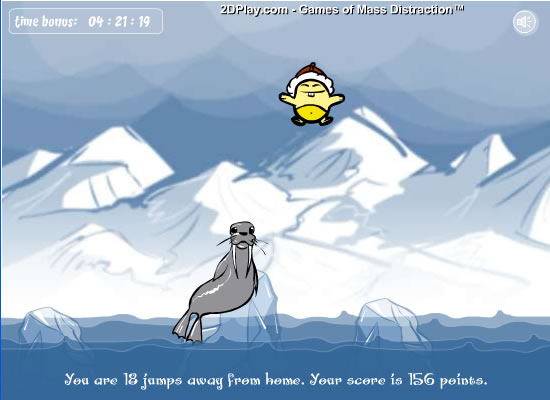 2DPlay.com - Games of Mass Distraction™
time bonus: 04 : 21 : 19
You are 18 jumps away from home. Your score is 156 points.